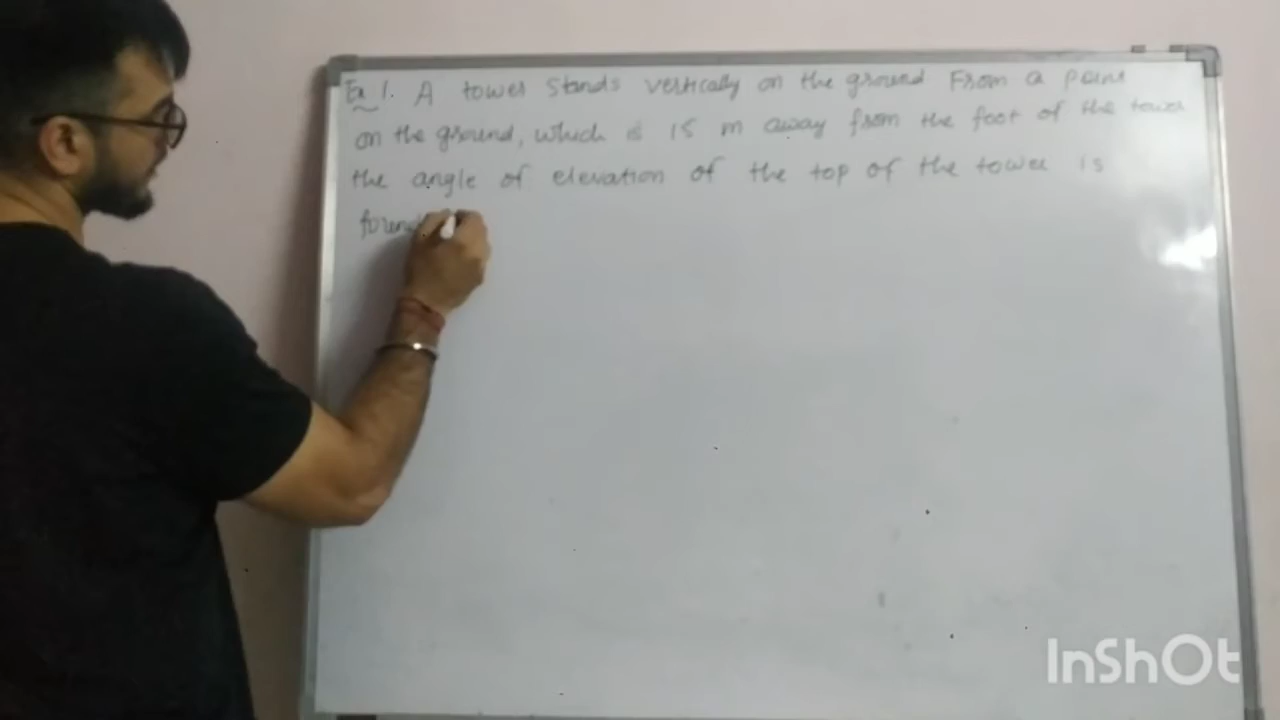 Ex 1. A tower stands vertically on the ground From a point
on the ground, which is 15 m away from the foot of the tower
the angle of elevation of the top of the tower is
found
InShOt